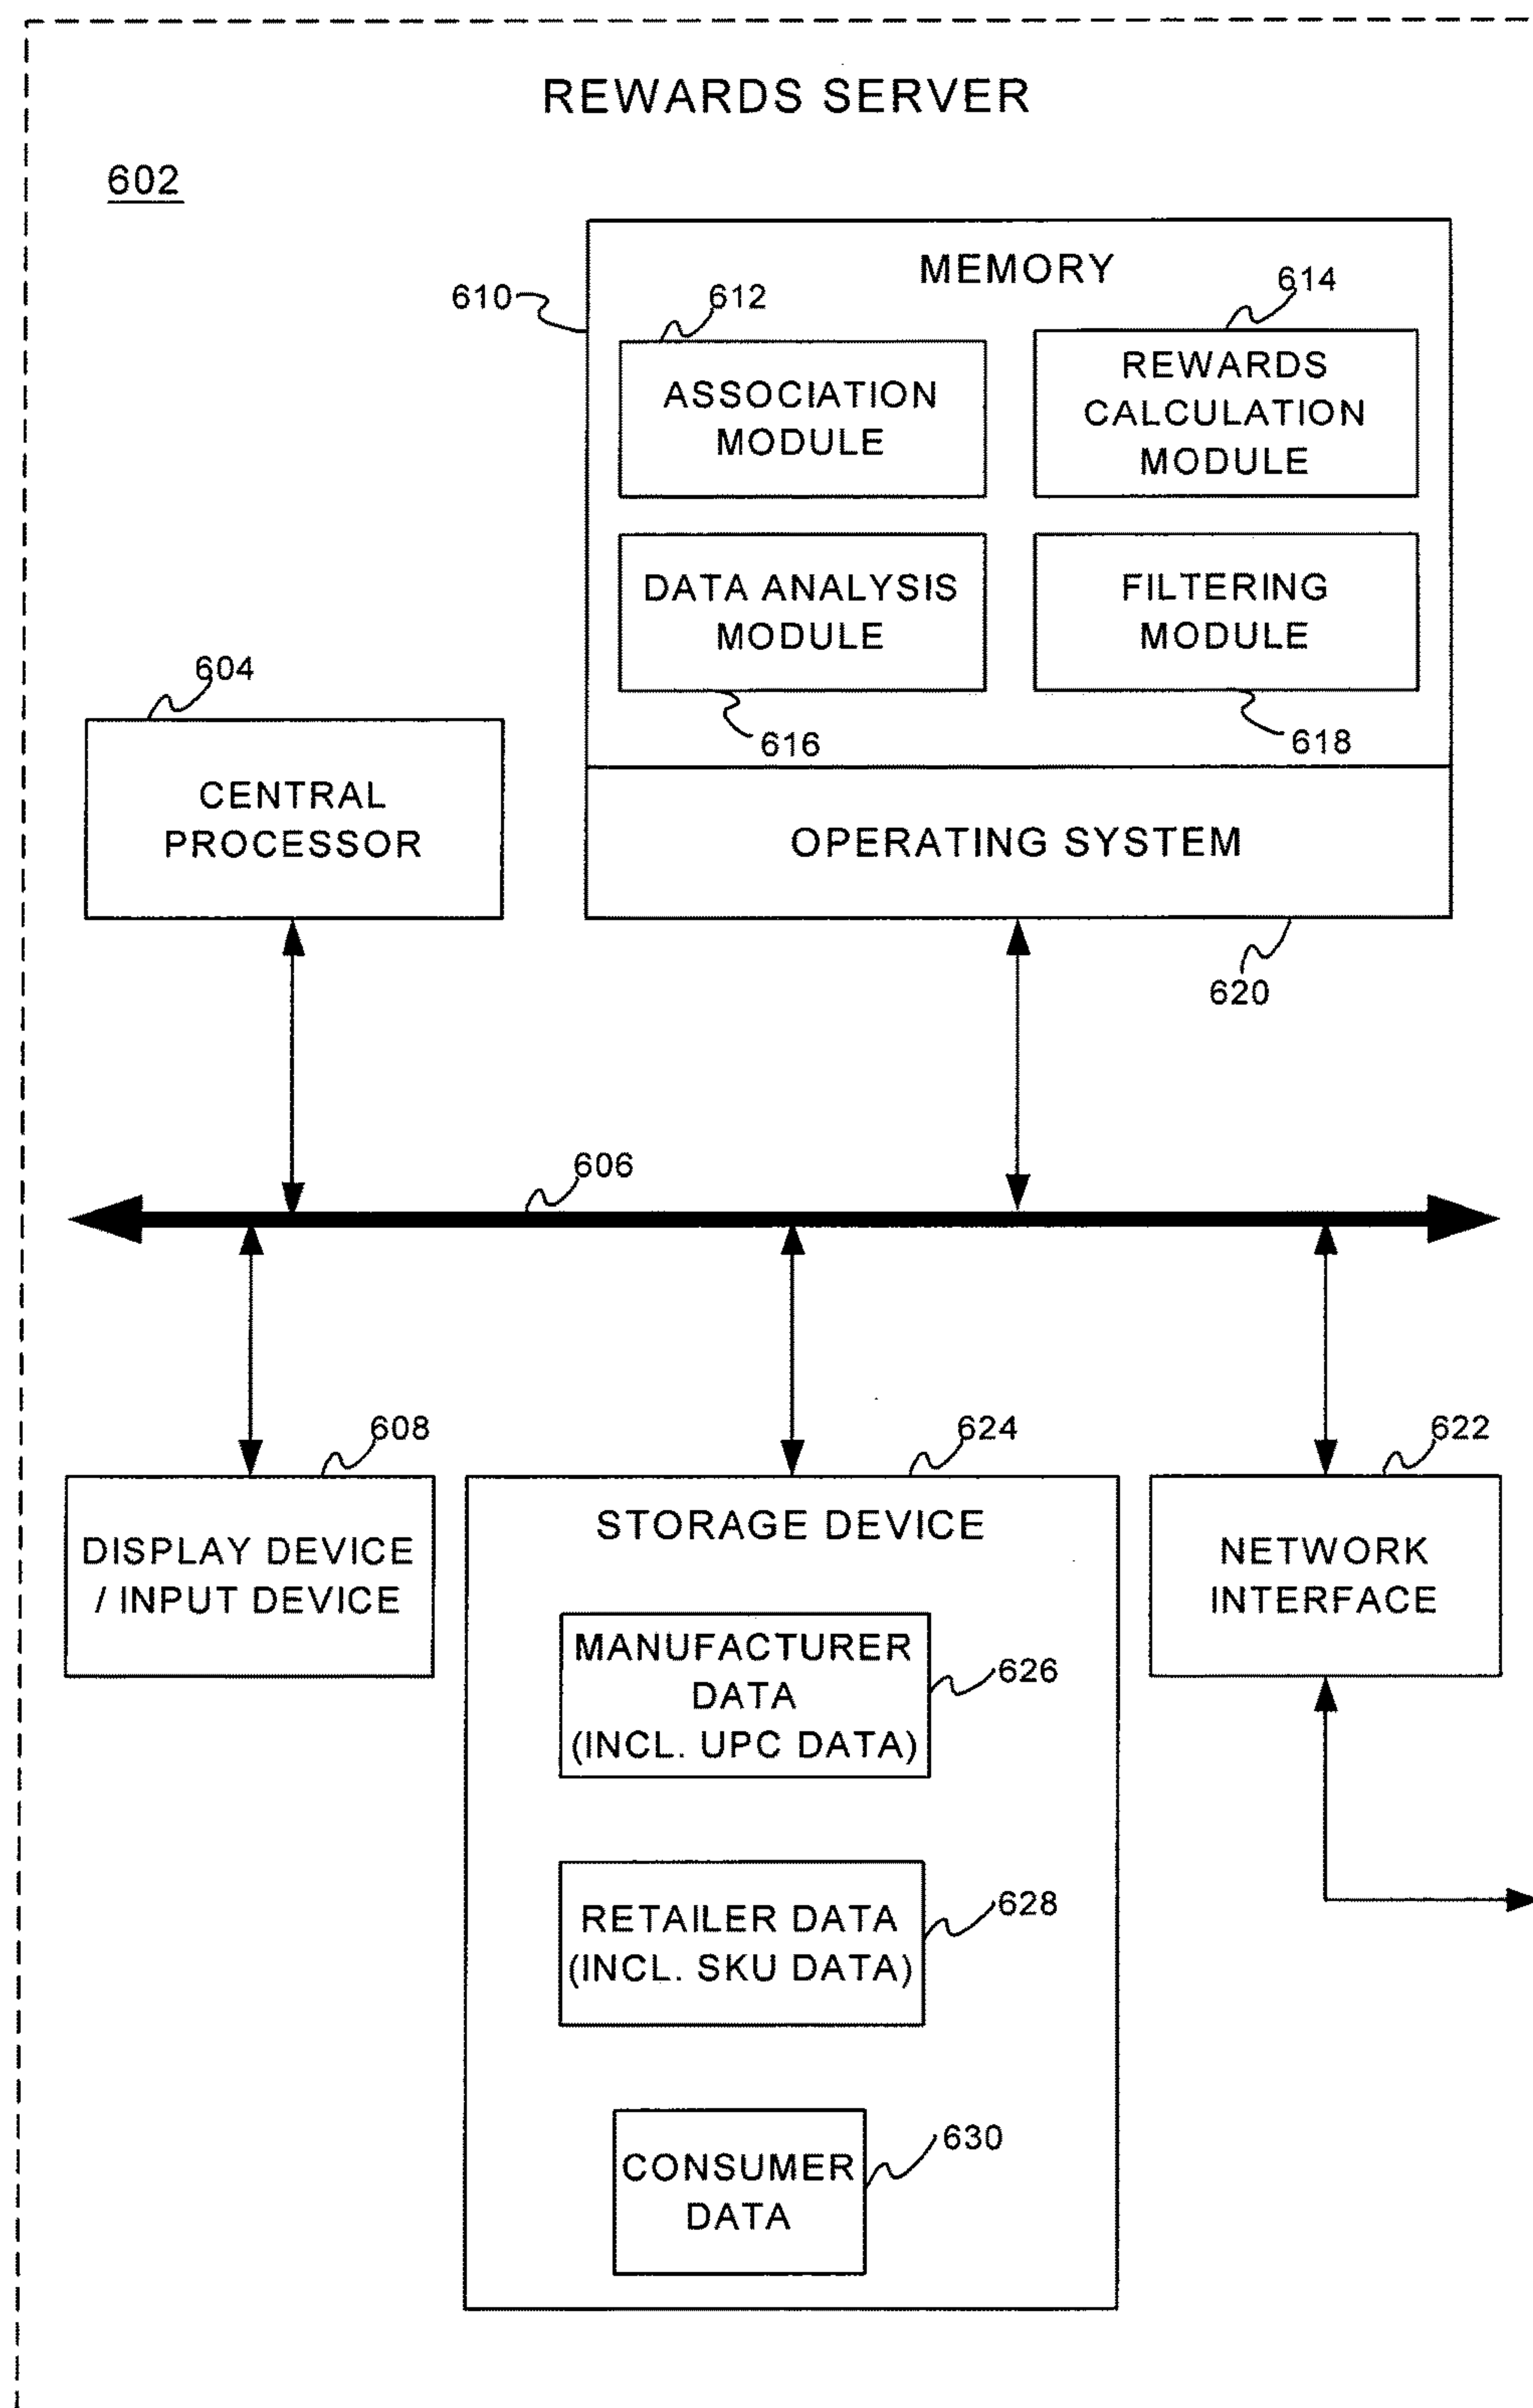 REWARDS SERVER
602
MEMORY
610
612
614
ASSOCIATION
MODULE
REWARDS
CALCULATION
MODULE
DATA ANALYSIS
MODULE
FILTERING
MODULE
616
618
604
CENTRAL
PROCESSOR
OPERATING SYSTEM
620
606
608
624
622
DISPLAY DEVICE
/ INPUT DEVICE
STORAGE DEVICE
NETWORK
INTERFACE
MANUFACTURER
DATA
(INCL. UPC DATA)
626
RETAILER DATA
(INCL. SKU DATA)
628
CONSUMER
DATA
630